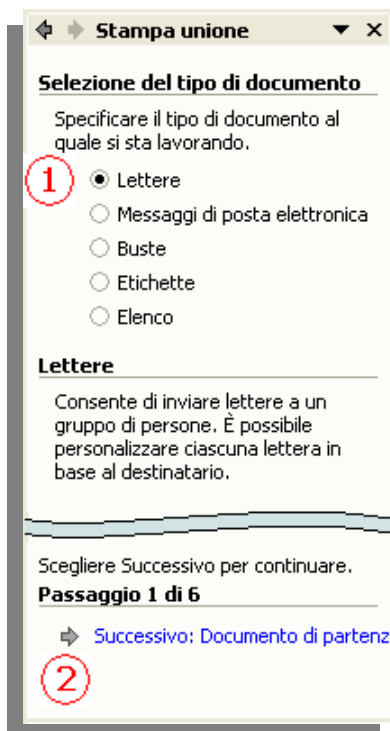 Stampa unione
Selezione del tipo di documento
Specificare il tipo di documento al
quale si sta lavorando.
1
Lettere
Messaggi di posta elettronica
Buste
Etichette
Elenco
Lettere
Consente di inviare lettere a un
gruppo di persone. È possibile
personalizzare ciascuna lettera in
base al destinatario.
Scegliere Successivo per continuare.
Passaggio 1 di 6
Successivo: Documento di partenz
2